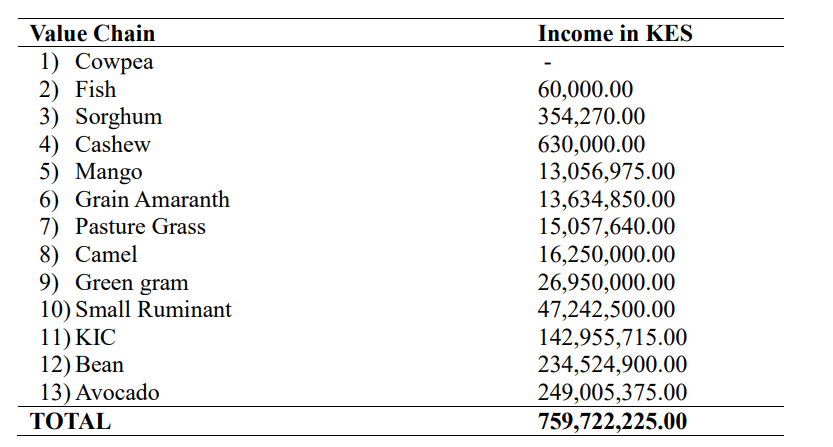 Value Chain Income in KES
1) Cowpea -
2) Fish 60,000.00
3) Sorghum 354,270.00
4) Cashew 630,000.00
5) Mango 13,056,975.00
6) Grain Amaranth 13,634,850.00
7) Pasture Grass 15,057,640.00
8) Camel 16,250,000.00
9) Green gram 26,950,000.00
10) Small Ruminant 47,242,500.00
11) KIC 142,955,715.00
12) Bean 234,524,900.00
13) Avocado 249,005,375.00
TOTAL 759,722,225.00